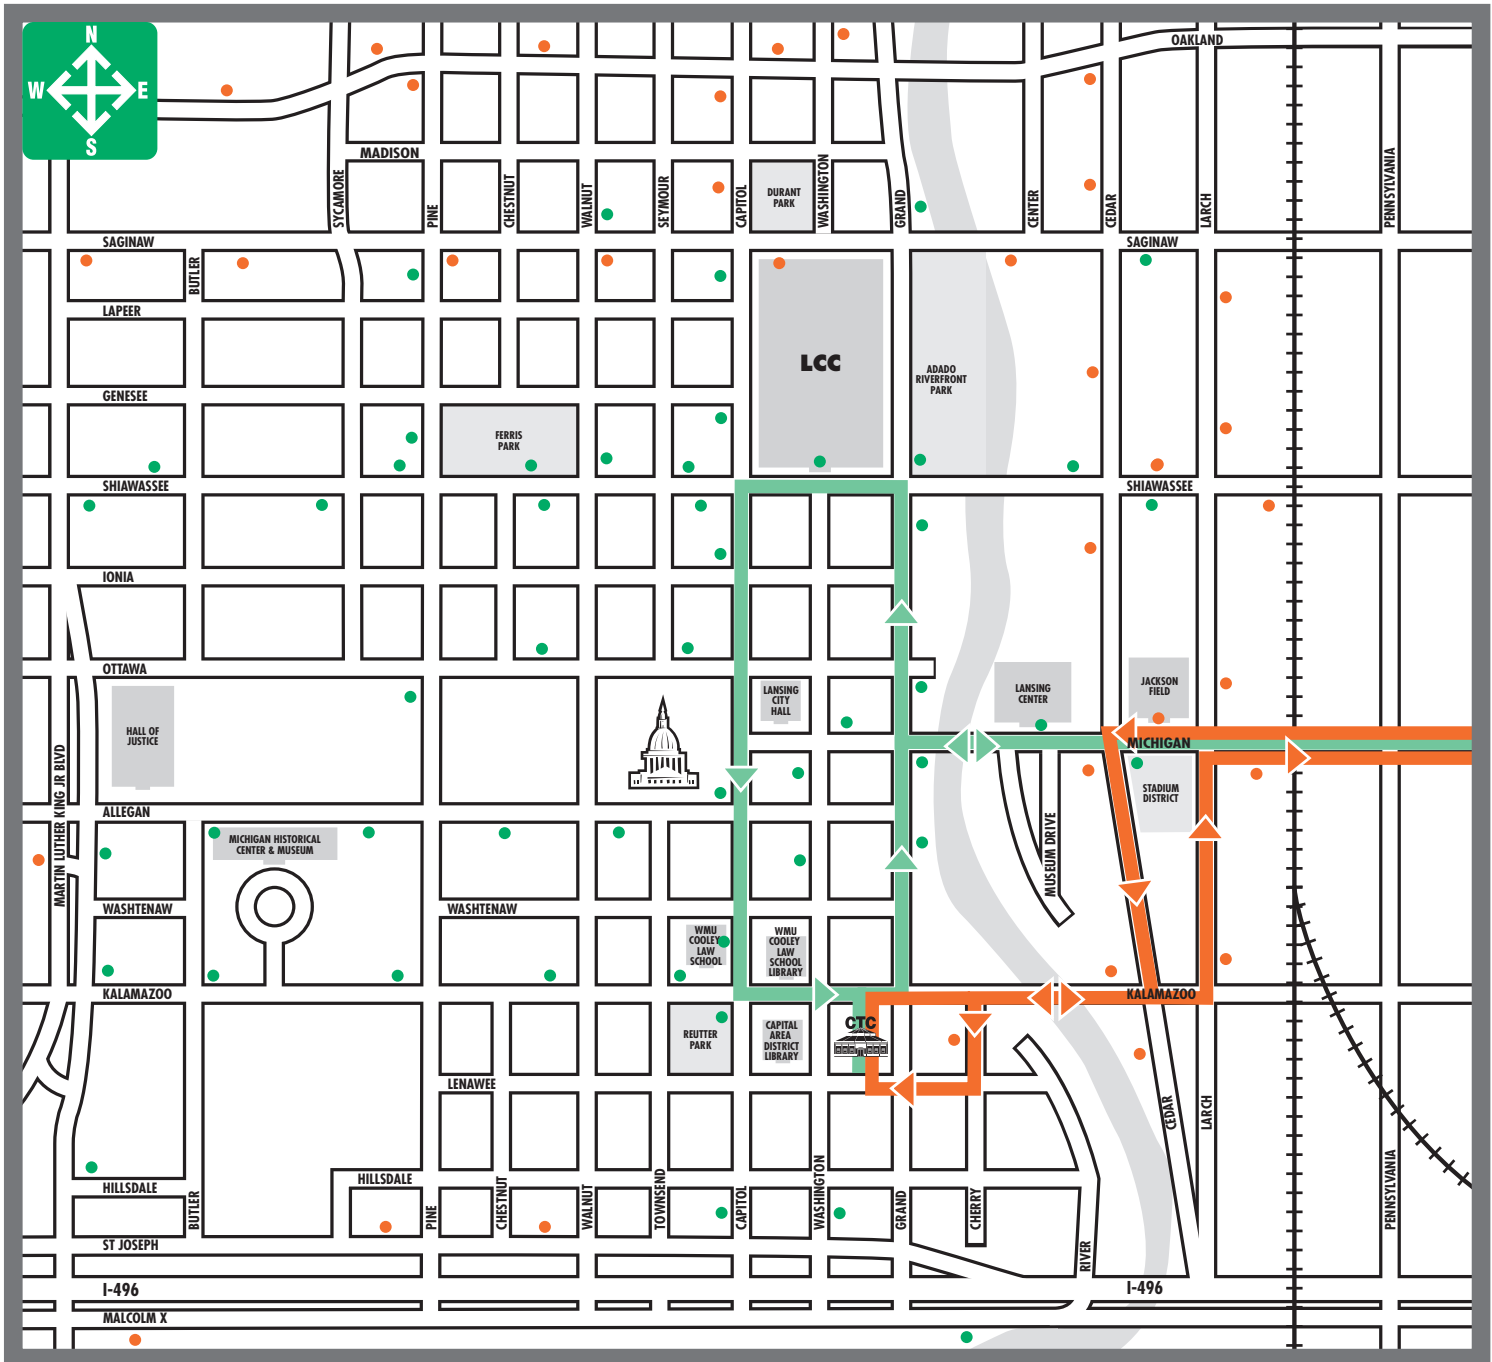 N
W
E
S
OAKLAND
MADISON
SYCAMORE
PINE
CHESTNUT
WALNUT
SEYMOUR
CAPITOL
DURANT
PARK
WASHINGTON
GRAND
CENTER
CEDAR
LARCH
PENNSYLVANIA
SAGINAW
SAGINAW
BUTLER
LAPEER
LCC
ADADO
RIVERFRONT
PARK
GENESEE
FERRIS
PARK
SHIAWASSEE
SHIAWASSEE
IONIA
OTTAWA
HALL OF
JUSTICE
LANSING
CITY
HALL
LANSING
CENTER
JACKSON
FIELD
MICHIGAN
STADIUM
DISTRICT
MARTIN LUTHER KING JR BLVD
ALLEGAN
MICHIGAN HISTORICAL
CENTER & MUSEUM
MUSEUM DRIVE
WASHTENAW
WASHTENAW
WMU
COOLEY
LAW
SCHOOL
WMU
COOLEY
LAW
SCHOOL
LIBRARY
KALAMAZOO
KALAMAZOO
REUTTER
PARK
CAPITAL
AREA
DISTRICT
LIBRARY
CTC
LENAWEE
CEDAR
LARCH
HILLSDALE
HILLSDALE
BUTLER
PINE
CHESTNUT
WALNUT
TOWNSEND
CAPITOL
WASHINGTON
GRAND
CHERRY
RIVER
PENNSYLVANIA
ST JOSEPH
I-496
I-496
MALCOLM X